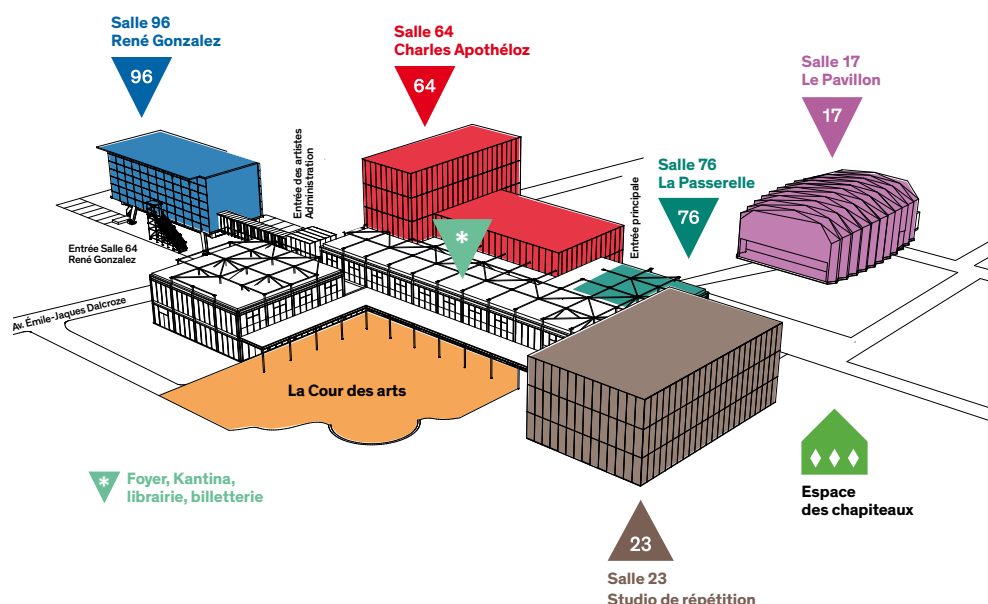 Salle 96
René Gonzalez
96
Salle 64
Charles Apothéloz
64
Salle 17
Le Pavillon
17
Salle 76
La Passerelle
76
Entrée des artistes
Administration
Entrée principale
*
Entrée Salle 64
René Gonzalez
Av. Émile-Jaques Dalcroze
La Cour des arts
*
Foyer, Kantina,
librairie, billetterie
Espace
des chapiteaux
23
Salle 23
Studio de répétition